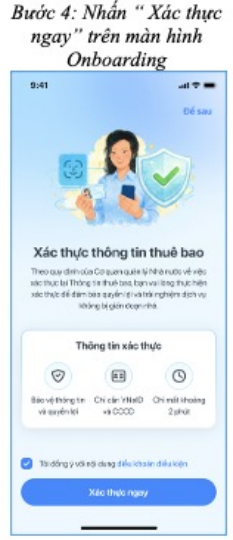 Bước 4: Nhấn “ Xác thực
ngay” trên màn hình
Onboarding
9:41
Để sau
Xác thực thông tin thuê bao
Theo quy định của Cơ quan quản lý Nhà nước về việc
xác thực lại Thông tin thuê bao, bạn vui lòng thực hiện
xác thực để đảm bảo quyền lợi và trải nghiệm dịch vụ
không bị gián đoạn nhé.
Thông tin xác thực
Bảo vệ thông tin
và quyền lợi
Chỉ cần VNeID
và CCCD
Chỉ mất khoảng
2 phút
Tôi đồng ý với nội dung điều khoản điều kiện
Xác thực ngay